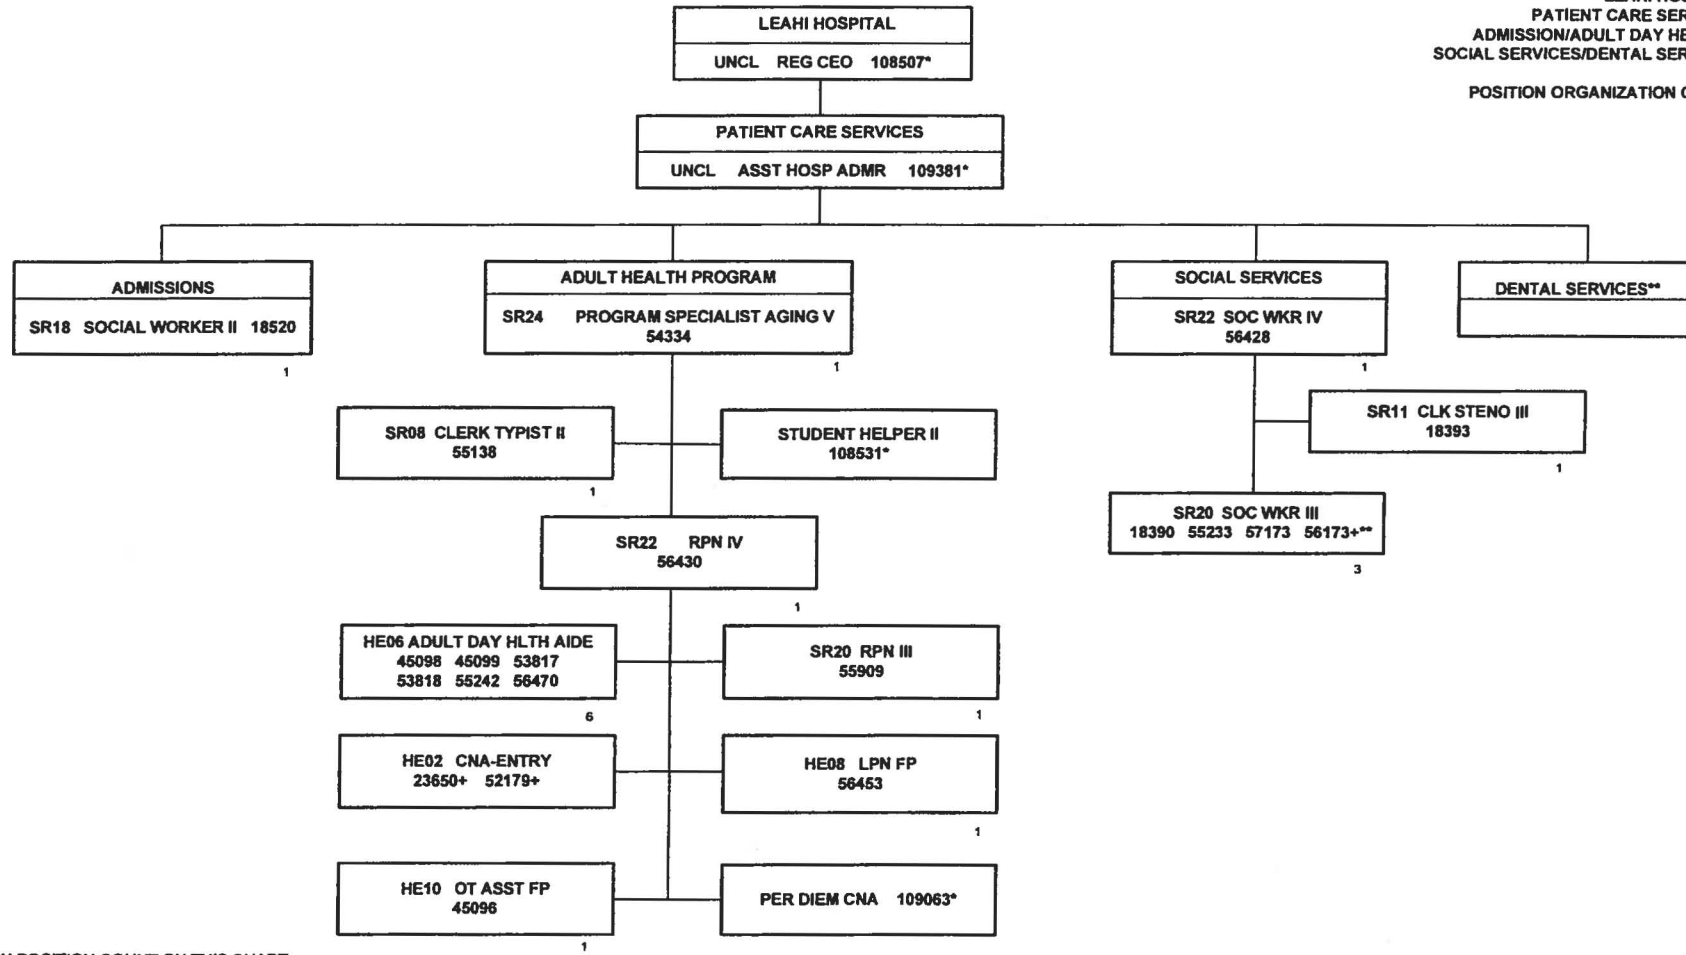 PATIENT CARE SER
ADMISSION/ADULT DAY HE
SOCIAL SERVICES/DENTAL SER
POSITION ORGANIZATION
LEAHI HOSPITAL
UNCL REG CEO 108507*
PATIENT CARE SERVICES
UNCL ASST HOSP ADMR 109381*
ADMISSIONS
SR18 SOCIAL WORKER II 18520
1
ADULT HEALTH PROGRAM
SR24 PROGRAM SPECIALIST AGING V
54334
1
SOCIAL SERVICES
SR22 SOC WKR IV
56428
1
DENTAL SERVICES**
SR08 CLERK TYPIST II
55138
1
STUDENT HELPER II
108531*
SR11 CLK STENO III
18393
1
SR20 SOC WKR III
18390 55233 57173 56173+**
3
SR22 RPN IV
56430
1
HE06 ADULT DAY HLTH AIDE
45098 45099 53817
53818 55242 56470
6
SR20 RPN III
55909
1
HE02 CNA-ENTRY
23650+ 52179+
HE08 LPN FP
56453
1
HE10 OT ASST FP
45096
1
PER DIEM CNA 109063*